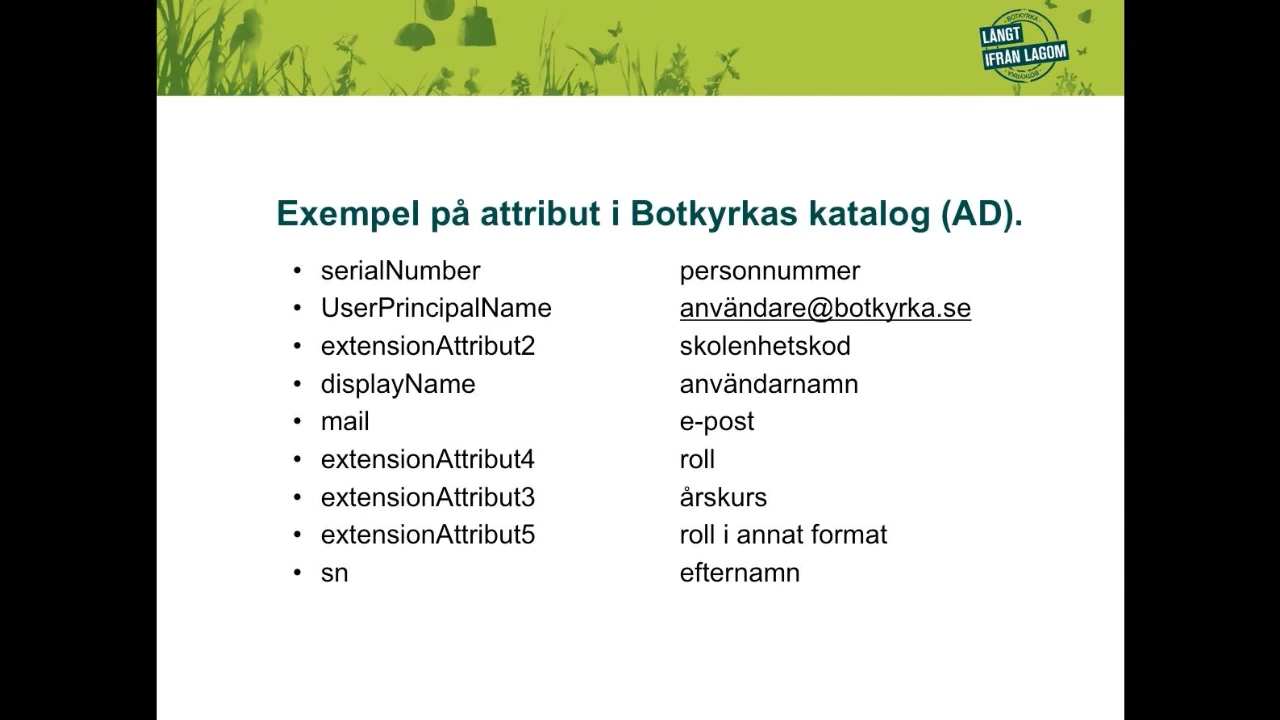 BOTKYRKA
LÅNGT
IFRÅN LAGOM
BOTKYRKA
Exempel på attribut i Botkyrkas katalog (AD).
• serialNumber personnummer
• UserPrincipalName användare@botkyrka.se
• extensionAttribut2 skolenhetskod
• displayName användarnamn
• mail e-post
• extensionAttribut4 roll
• extensionAttribut3 årskurs
• extensionAttribut5 roll i annat format
• sn efternamn